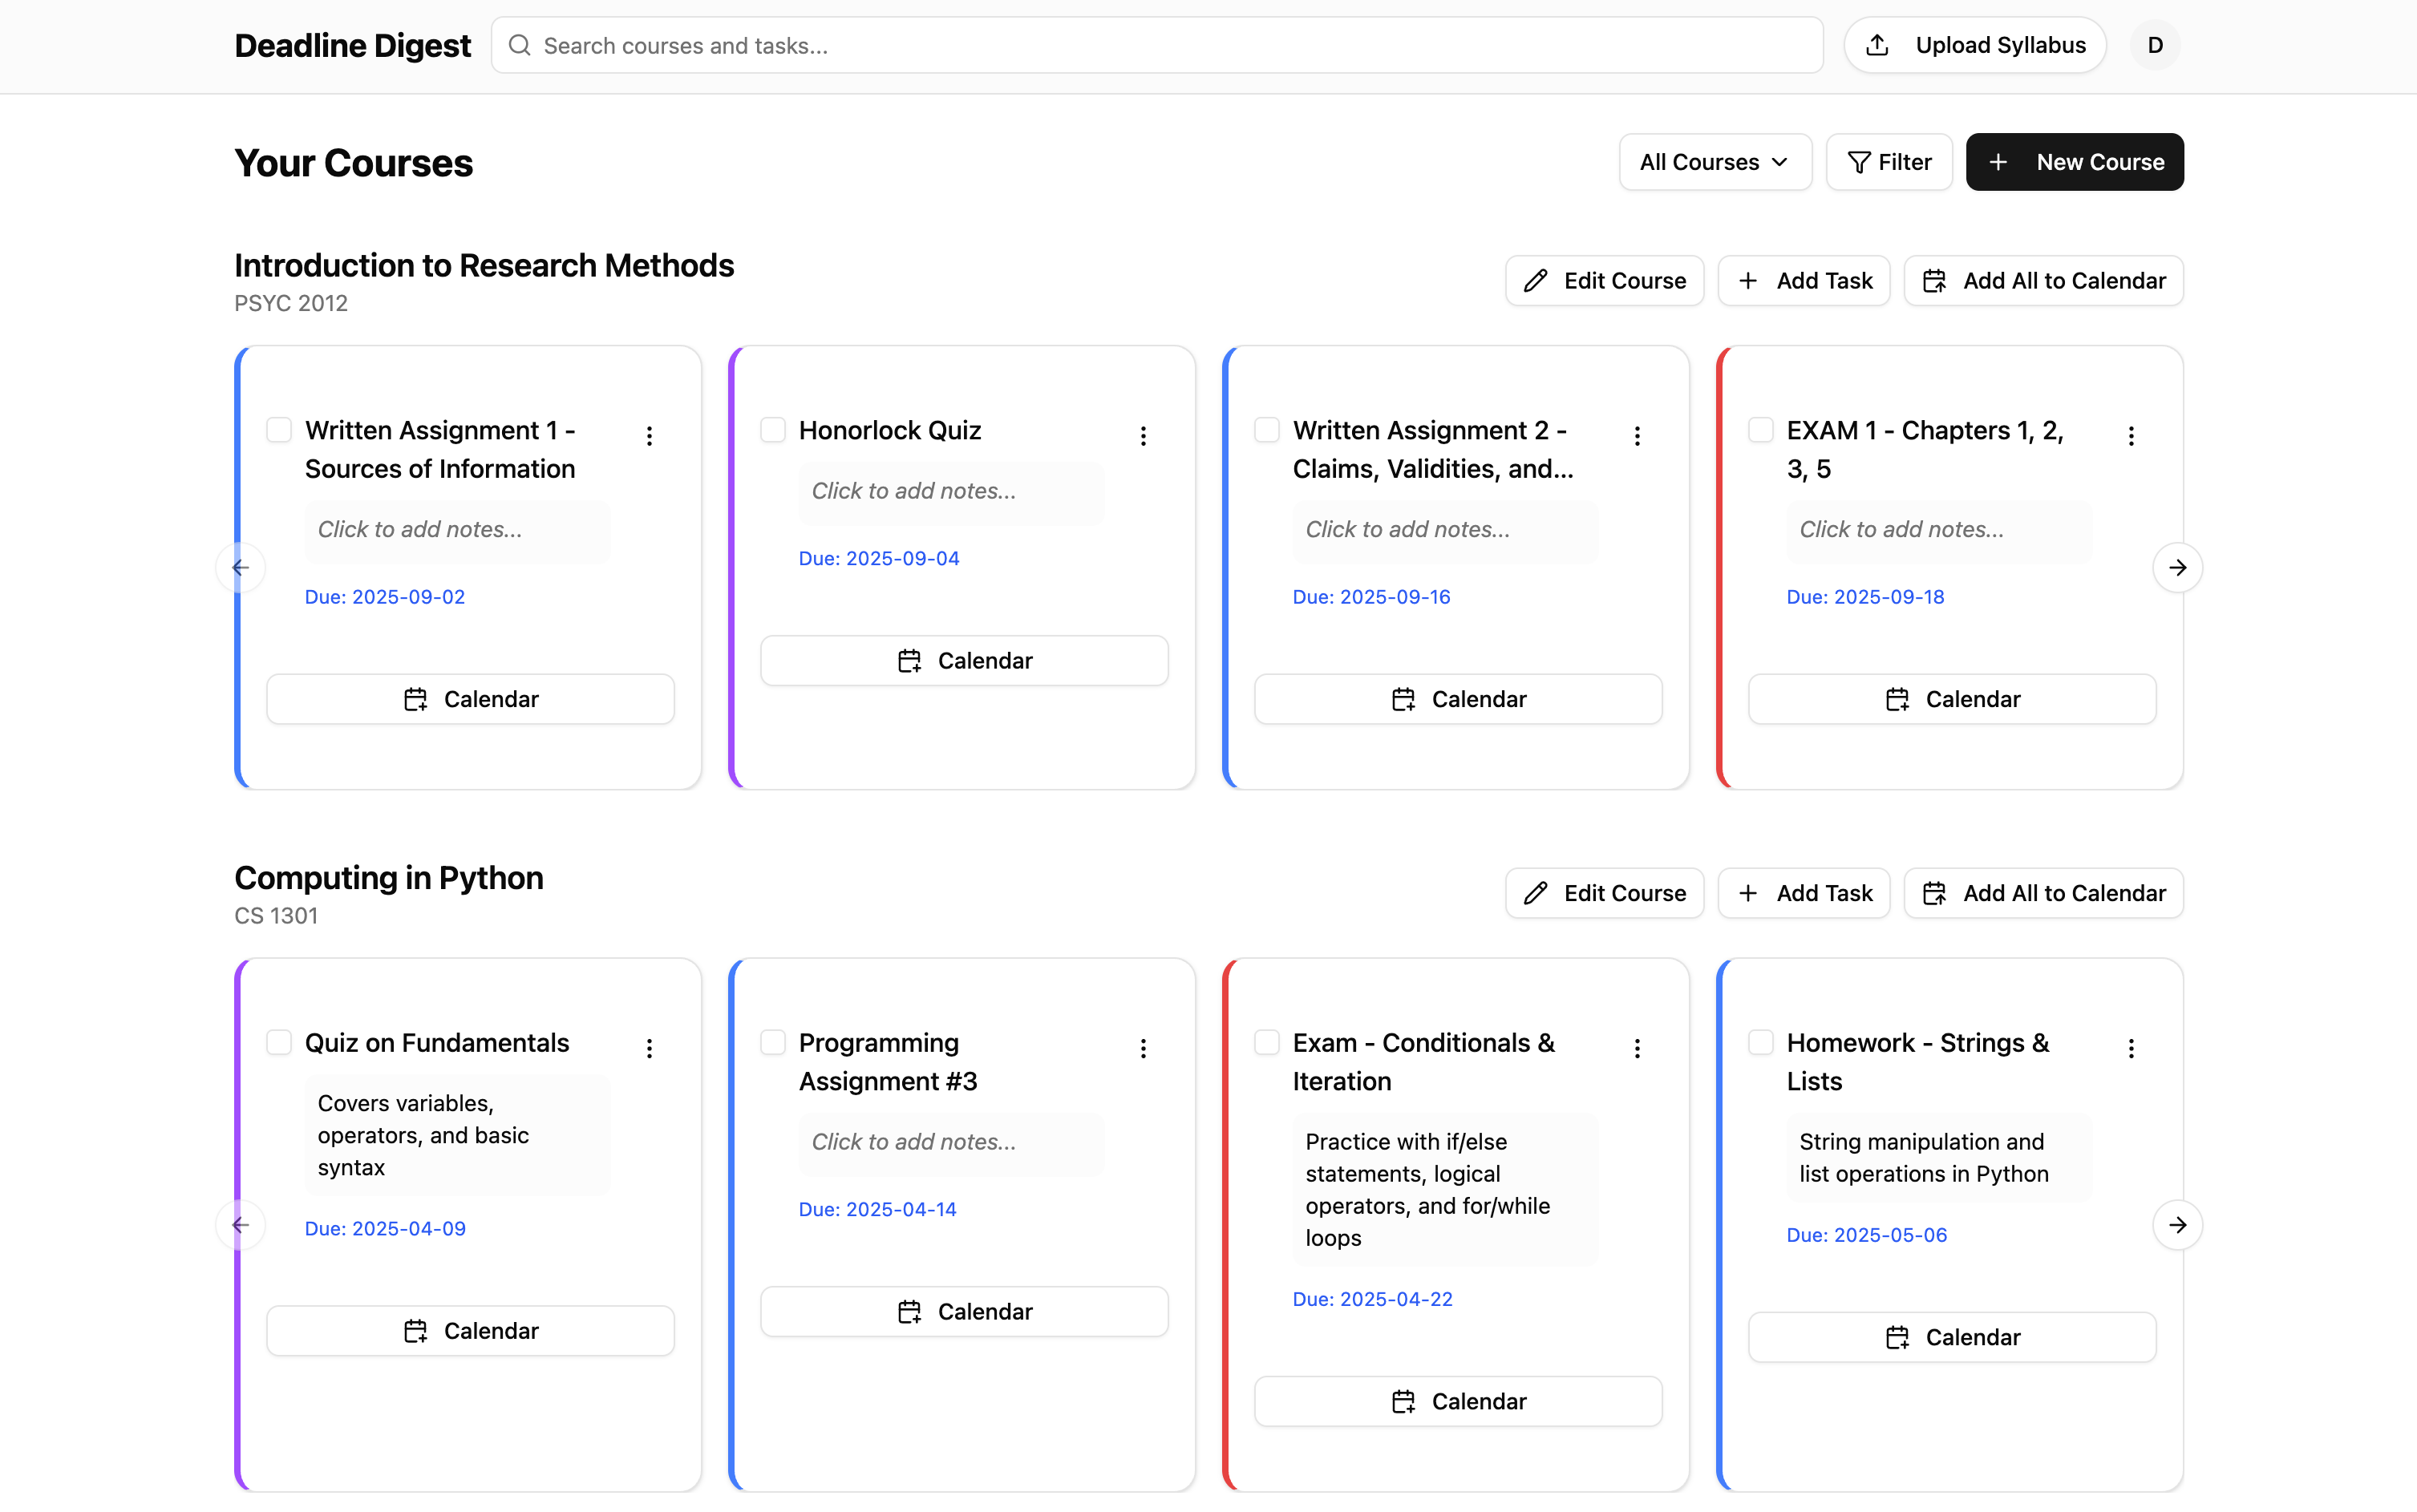 Deadline Digest
Search courses and tasks...
Upload Syllabus
D
Your Courses
All Courses
Filter
New Course
Introduction to Research Methods
PSYC 2012
Edit Course
Add Task
Add All to Calendar
Written Assignment 1 -
Sources of Information
Click to add notes...
Due: 2025-09-02
Calendar
Honorlock Quiz
Click to add notes...
Due: 2025-09-04
Calendar
Written Assignment 2 -
Claims, Validities, and...
Click to add notes...
Due: 2025-09-16
Calendar
EXAM 1 - Chapters 1, 2,
3, 5
Click to add notes...
Due: 2025-09-18
Calendar
Computing in Python
CS 1301
Edit Course
Add Task
Add All to Calendar
Quiz on Fundamentals
Covers variables,
operators, and basic
syntax
Due: 2025-04-09
Calendar
Programming
Assignment #3
Click to add notes...
Due: 2025-04-14
Calendar
Exam - Conditionals &
Iteration
Practice with if/else
statements, logical
operators, and for/while
loops
Due: 2025-04-22
Calendar
Homework - Strings &
Lists
String manipulation and
list operations in Python
Due: 2025-05-06
Calendar